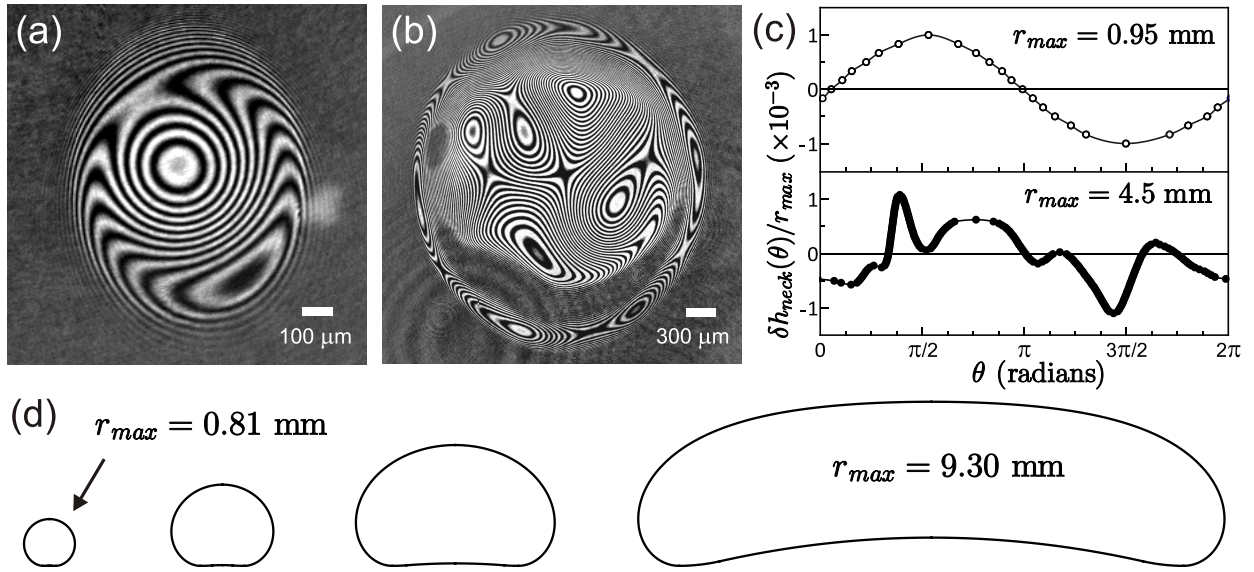 (a)
100 μm
(b)
300 μm
(c)
r_max = 0.95 mm
1
0
-1
r_max = 4.5 mm
1
0
-1
δh_neck(θ)/r_max (×10⁻³)
0 π/2 π 3π/2 2π
θ (radians)
(d)
r_max = 0.81 mm
r_max = 9.30 mm